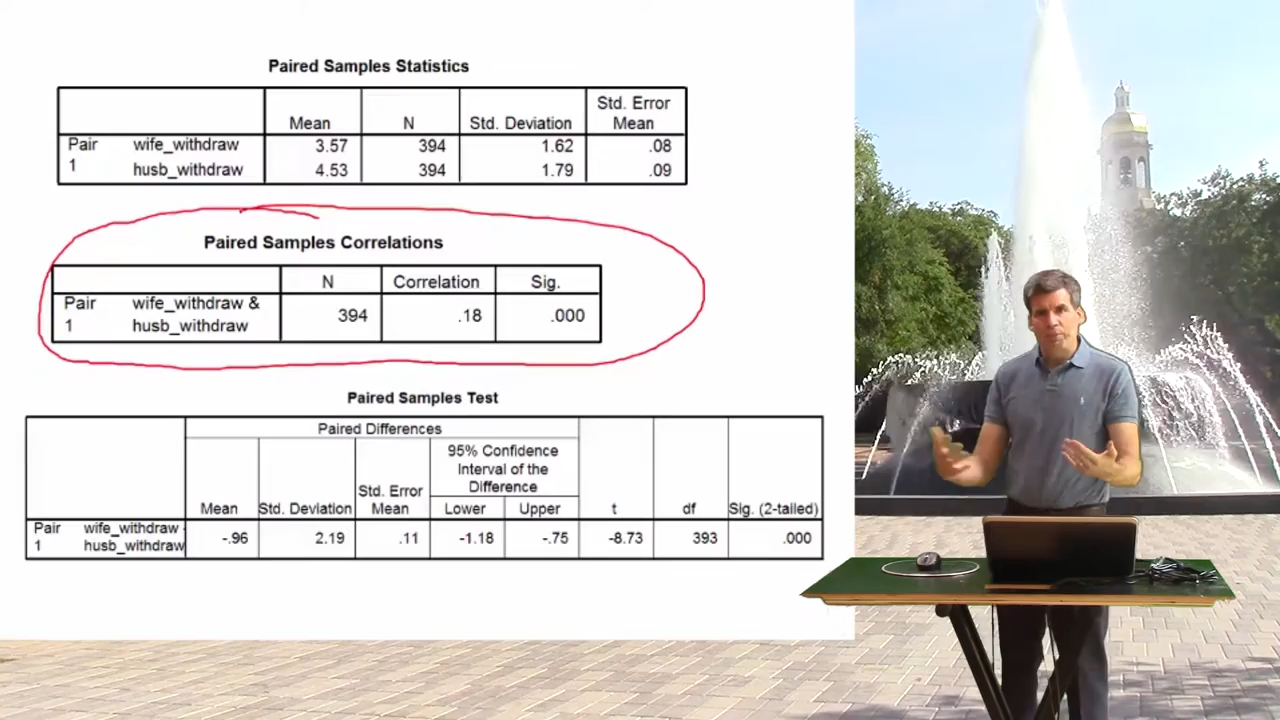 Paired Samples Statistics
Mean N Std. Deviation Std. Error Mean
Pair 1 wife_withdraw 3.57 394 1.62 .08
husb_withdraw 4.53 394 1.79 .09
Paired Samples Correlations
N Correlation Sig.
Pair 1 wife_withdraw & husb_withdraw 394 .18 .000
Paired Samples Test
Paired Differences
95% Confidence Interval of the Difference
Mean Std. Deviation Std. Error Mean Lower Upper t df Sig. (2-tailed)
Pair 1 wife_withdraw - husb_withdraw -.96 2.19 .11 -1.18 -.75 -8.73 393 .000